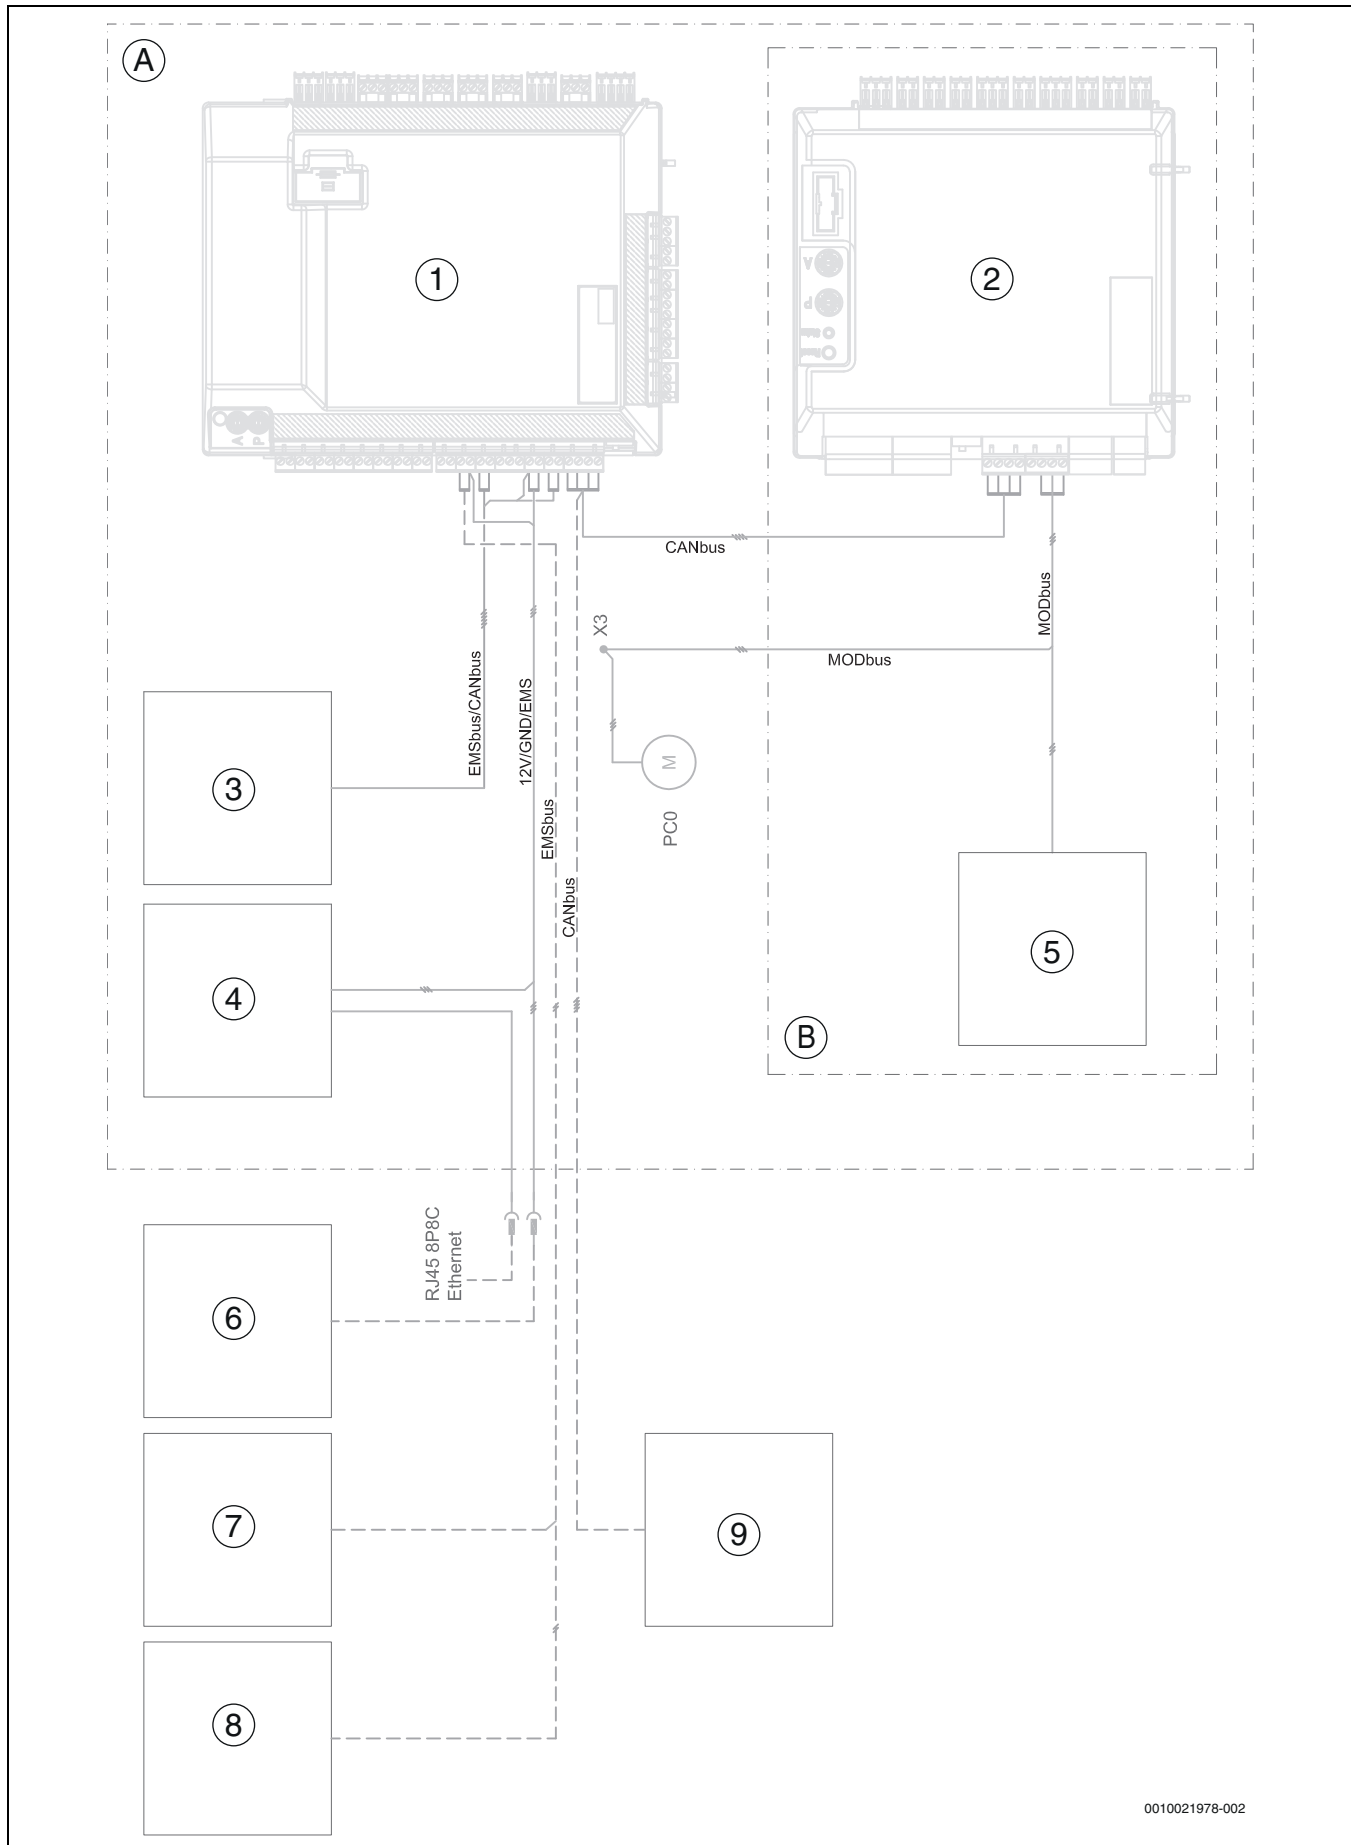 A
1
2
A
P
A
P
CANbus
MODbus
X3
MODbus
EMSbus/CANbus
12V/GND/EMS
M
PC0
EMSbus
CANbus
3
4
5
B
RJ45 8P8C
Ethernet
6
7
9
8
0010021978-002